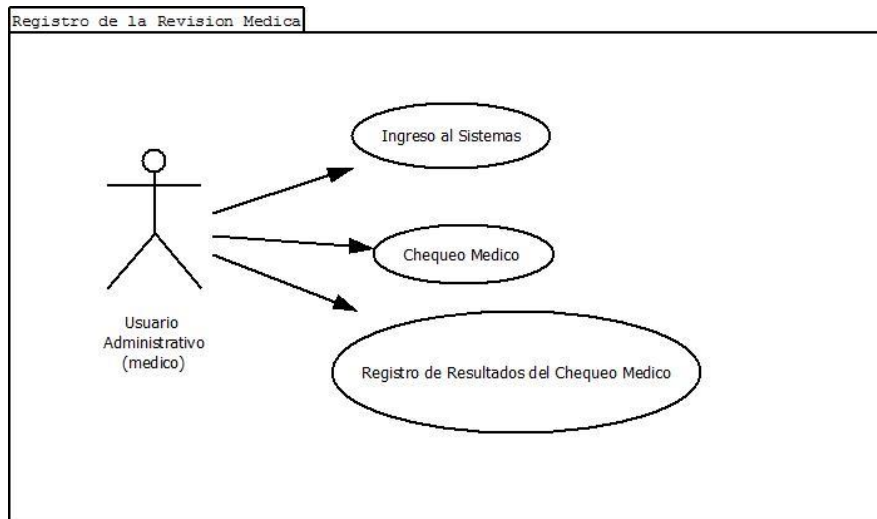 Registro de la Revision Medica
Ingreso al Sistemas
Chequeo Medico
Usuario
Administrativo
(medico)
Registro de Resultados del Chequeo Medico